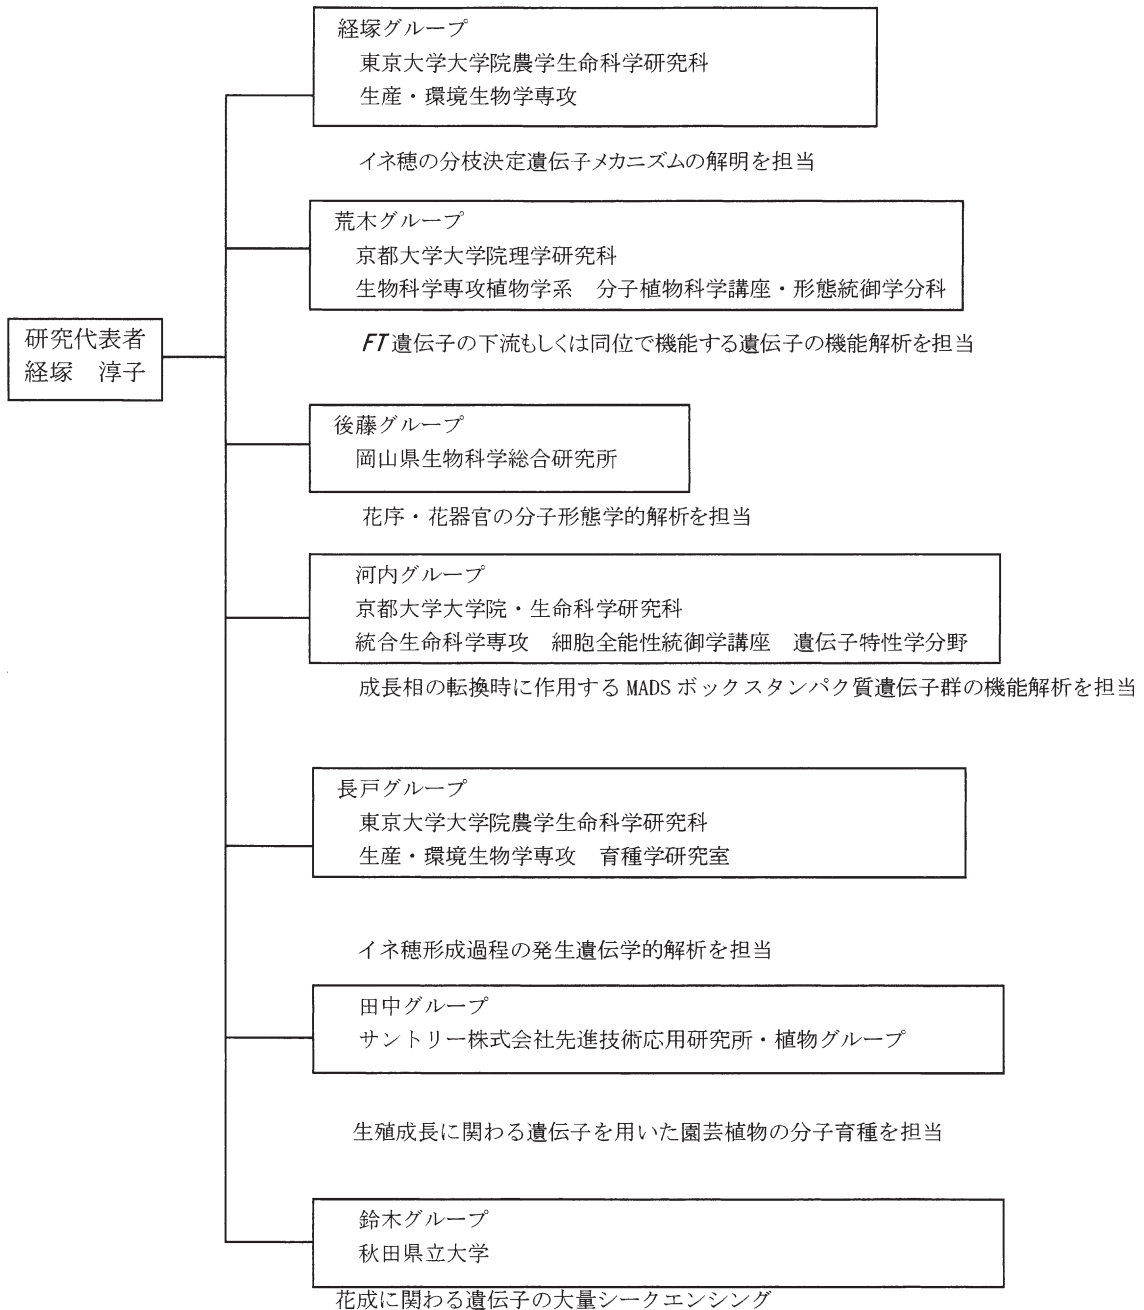 経塚グループ
東京大学大学院農学生命科学研究科
生産・環境生物学専攻
イネ穂の分枝決定遺伝子メカニズムの解明を担当
荒木グループ
京都大学大学院理学研究科
生物科学専攻植物学系　分子植物科学講座・形態統御学分科
FT遺伝子の下流もしくは同位で機能する遺伝子の機能解析を担当
研究代表者
経塚　淳子
後藤グループ
岡山県生物科学総合研究所
花序・花器官の分子形態学的解析を担当
河内グループ
京都大学大学院・生命科学研究科
統合生命科学専攻　細胞全能性統御学講座　遺伝子特性学分野
成長相の転換時に作用する MADS ボックスタンパク質遺伝子群の機能解析を担当
長戸グループ
東京大学大学院農学生命科学研究科
生産・環境生物学専攻　育種学研究室
イネ穂形成過程の発生遺伝学的解析を担当
田中グループ
サントリー株式会社先進技術応用研究所・植物グループ
生殖成長に関わる遺伝子を用いた園芸植物の分子育種を担当
鈴木グループ
秋田県立大学
花成に関わる遺伝子の大量シークエンシング